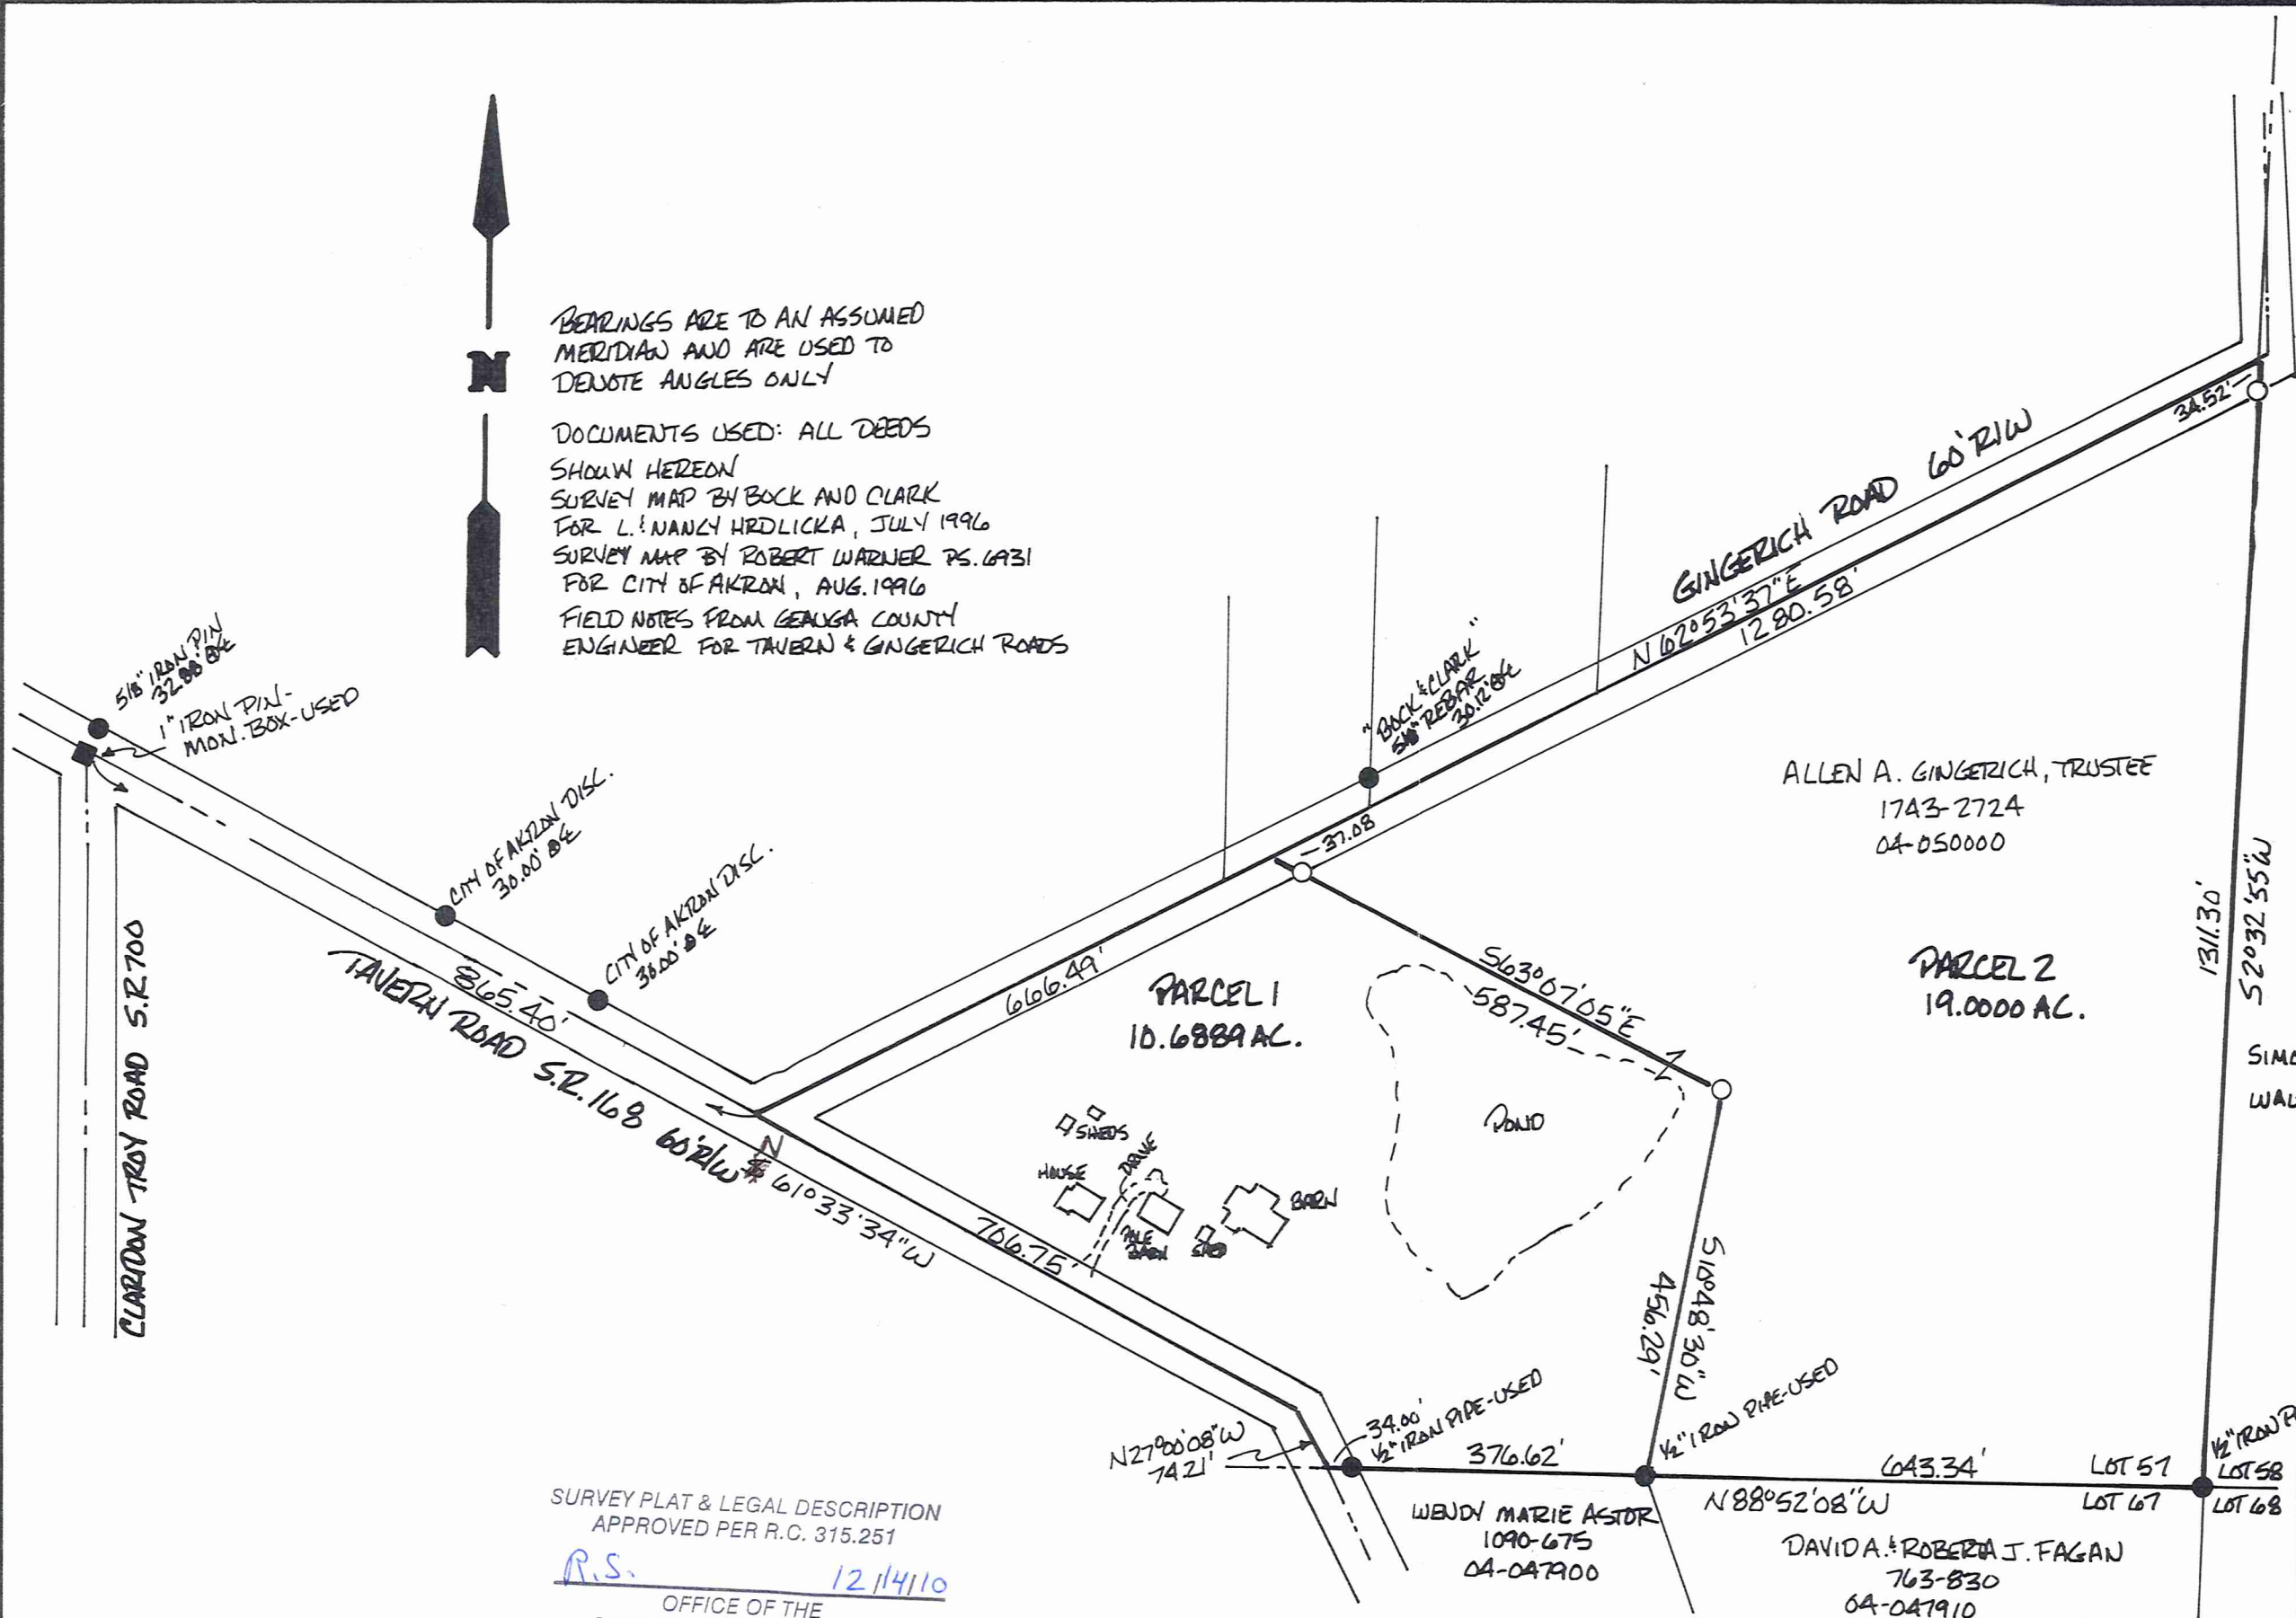 N
BEARINGS ARE TO AN ASSUMED
MERIDIAN AND ARE USED TO
DENOTE ANGLES ONLY
DOCUMENTS USED: ALL DEEDS
SHOWN HEREON
SURVEY MAP BY BOCK AND CLARK
FOR L. & NANCY HRDLICKA, JULY 1996
SURVEY MAP BY ROBERT WARNER PS. 6931
FOR CITY OF AKRON, AUG. 1996
FIELD NOTES FROM GEAUGA COUNTY
ENGINEER FOR TAVERN & GINGERICH ROADS
5/8" IRON PIN
1" IRON PIN-
MON. BOX-USED
CITY OF AKRON DISC.
30.00'
CITY OF AKRON DISC.
30.00'
CLARIDON TROY ROAD S.R.700
TAVERN ROAD S.R.168 60' R/W
865.40'
N 61°33'34"W
706.75'
GINGERICH ROAD 60' R/W
N 62°53'37"E
1280.58'
34.52'
"BOCK & CLARK"
5/8" REBAR
30.12'
37.08
666.49'
ALLEN A. GINGERICH, TRUSTEE
1743-2724
04-050000
1311.30'
S2°32'55"W
PARCEL 1
10.6889 AC.
PARCEL 2
19.0000 AC.
S63°07'05"E
587.45'
POND
SHEDS
HOUSE
DRIVE
POLE
BARN
SHED
BARN
S10°48'30"W
456.29'
N27°00'08"W
74.21'
34.00'
1/2" IRON PIPE-USED
376.62'
1/2" IRON PIPE-USED
643.34'
N88°52'08"W
LOT 57
LOT 67
1/2" IRON P
LOT 58
LOT 68
WENDY MARIE ASTOR
1090-675
04-047900
DAVID A. & ROBERTA J. FAGAN
763-830
04-047910
SURVEY PLAT & LEGAL DESCRIPTION
APPROVED PER R.C. 315.251
R.S. 12/14/10
OFFICE OF THE